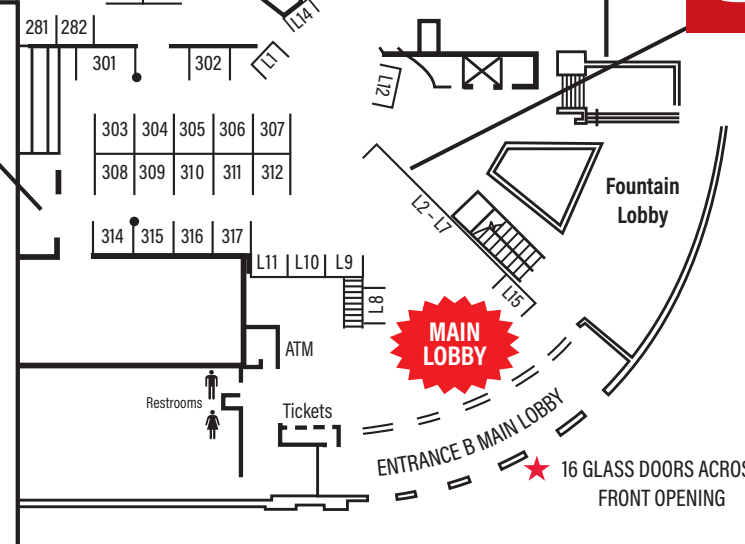 281 282
L14
301
302
L1
L12
303 304 305 306 307
308 309 310 311 312
Fountain
Lobby
L2 - L7
314 315 316 317
L11 L10 L9
L8
L15
MAIN
LOBBY
ATM
Restrooms
Tickets
ENTRANCE B MAIN LOBBY
16 GLASS DOORS ACROS
FRONT OPENING